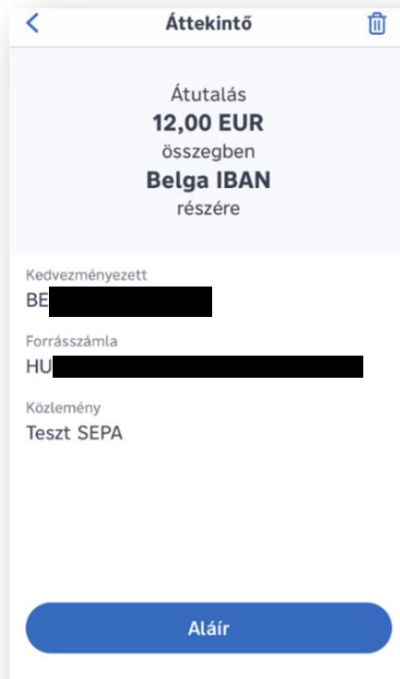 Áttekintő
Átutalás
12,00 EUR
összegben
Belga IBAN
részére
Kedvezményezett
BE
Forrásszámla
HU
Közlemény
Teszt SEPA
Aláír